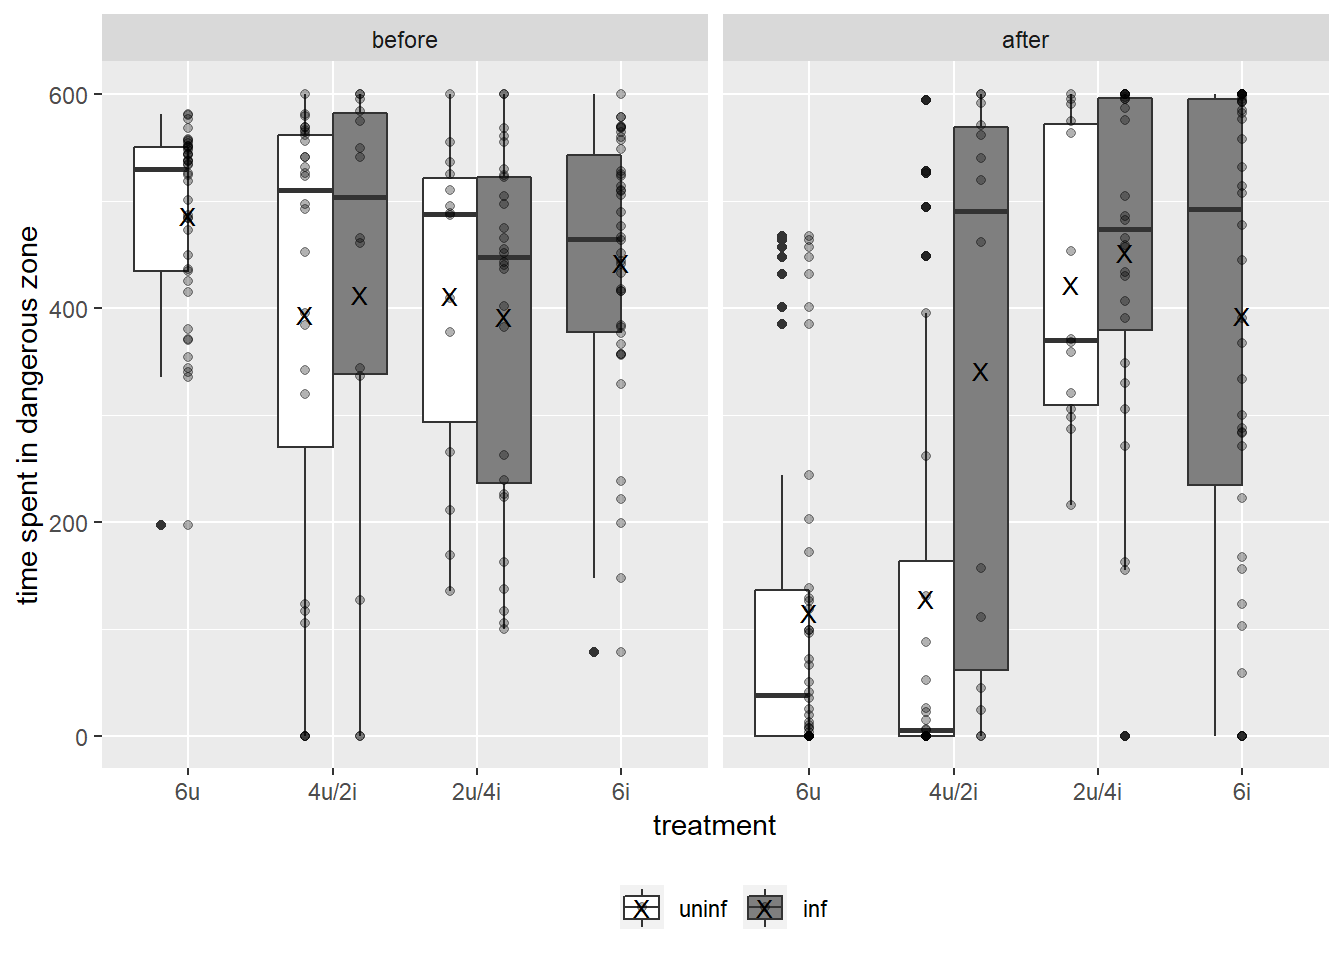 before after
time spent in dangerous zone
600
400
200
0
6u 4u/2i 2u/4i 6i 6u 4u/2i 2u/4i 6i
treatment
uninf inf